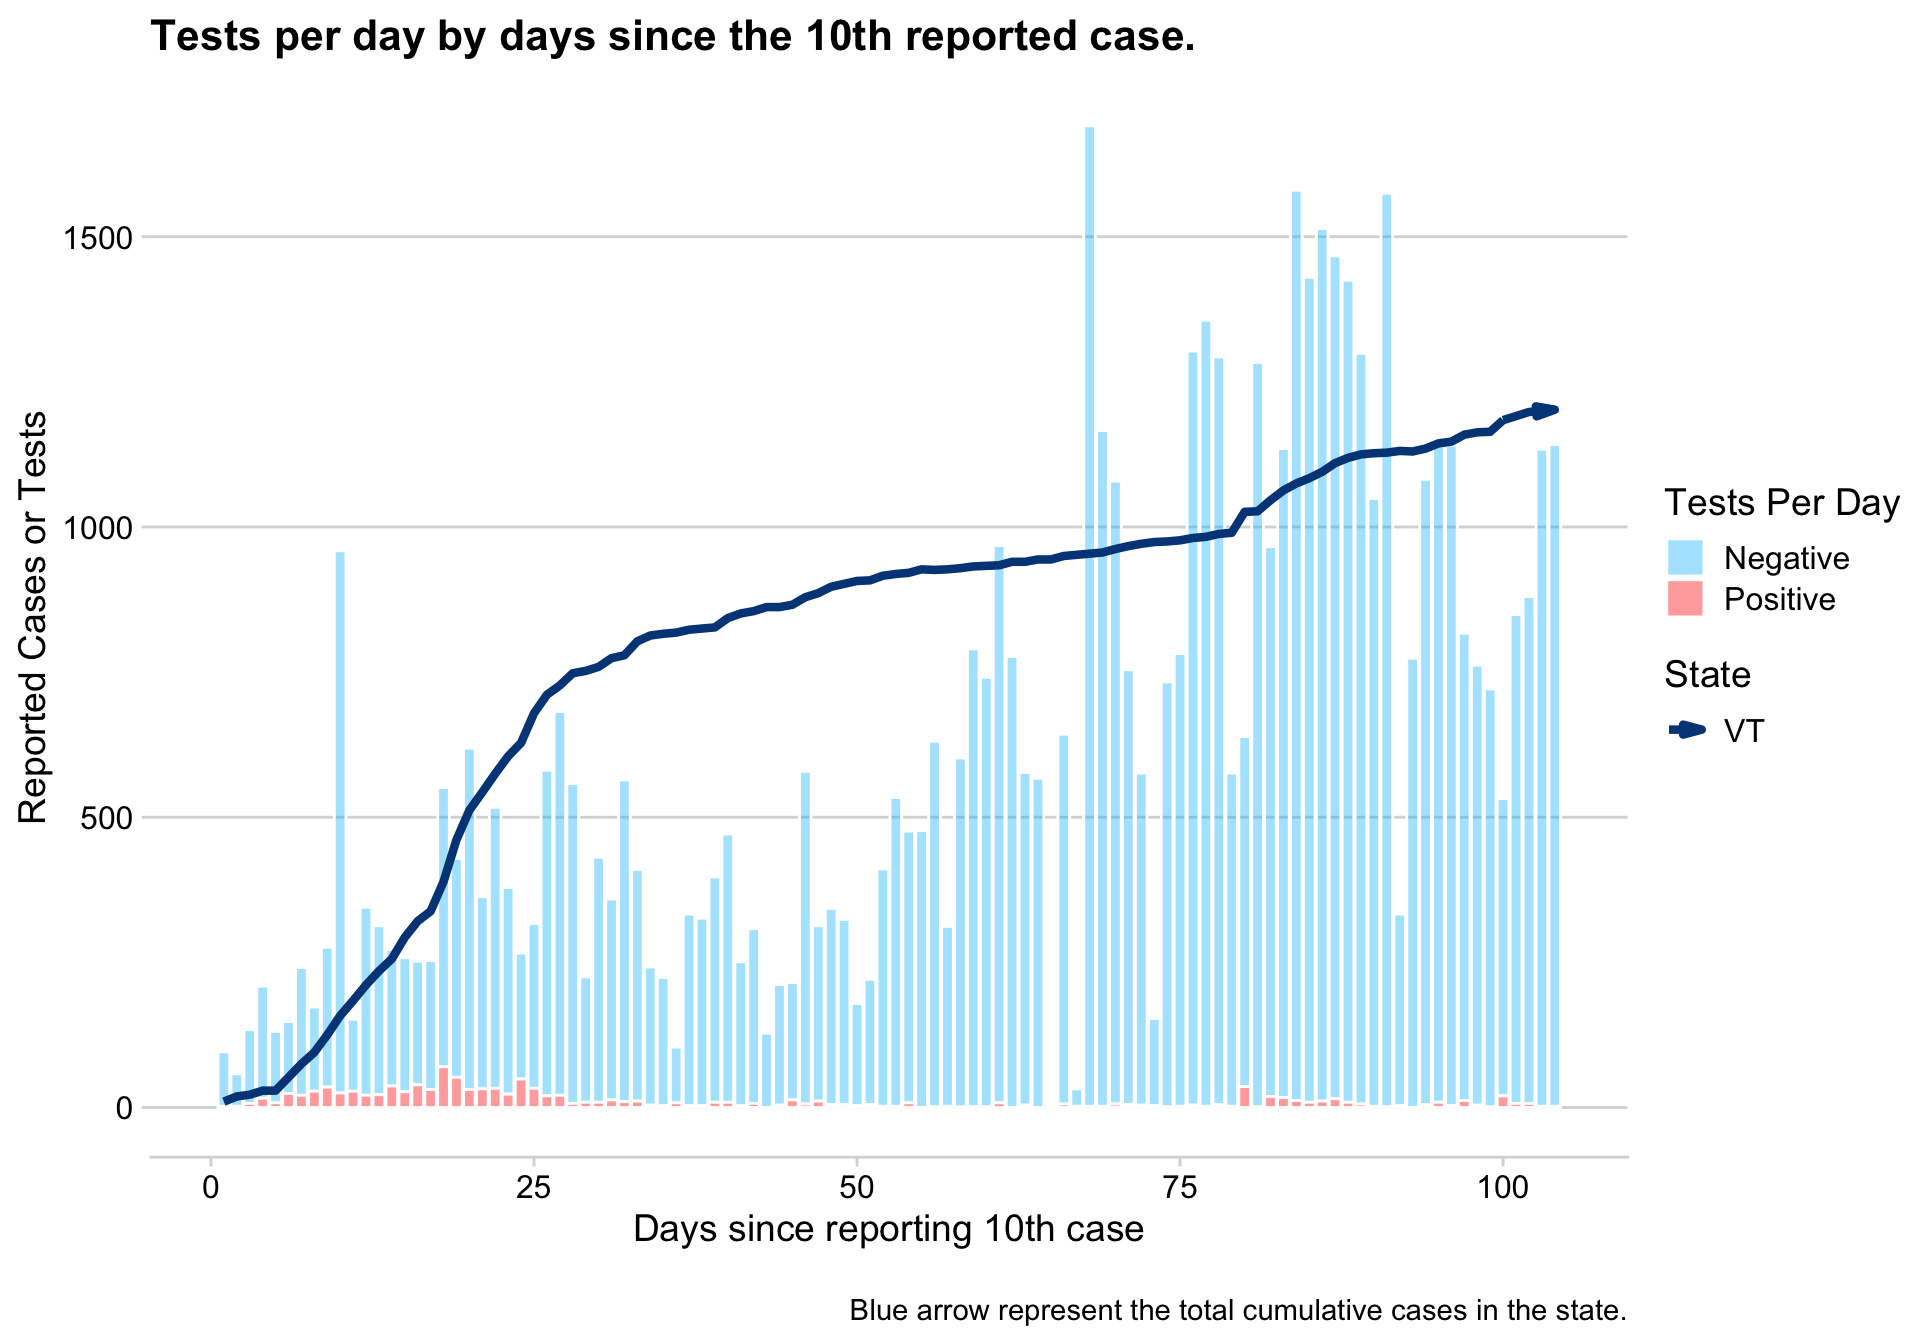 Tests per day by days since the 10th reported case.
Reported Cases or Tests
1500
1000
500
0
0 25 50 75 100
Days since reporting 10th case
Tests Per Day
Negative
Positive
State
VT
Blue arrow represent the total cumulative cases in the state.